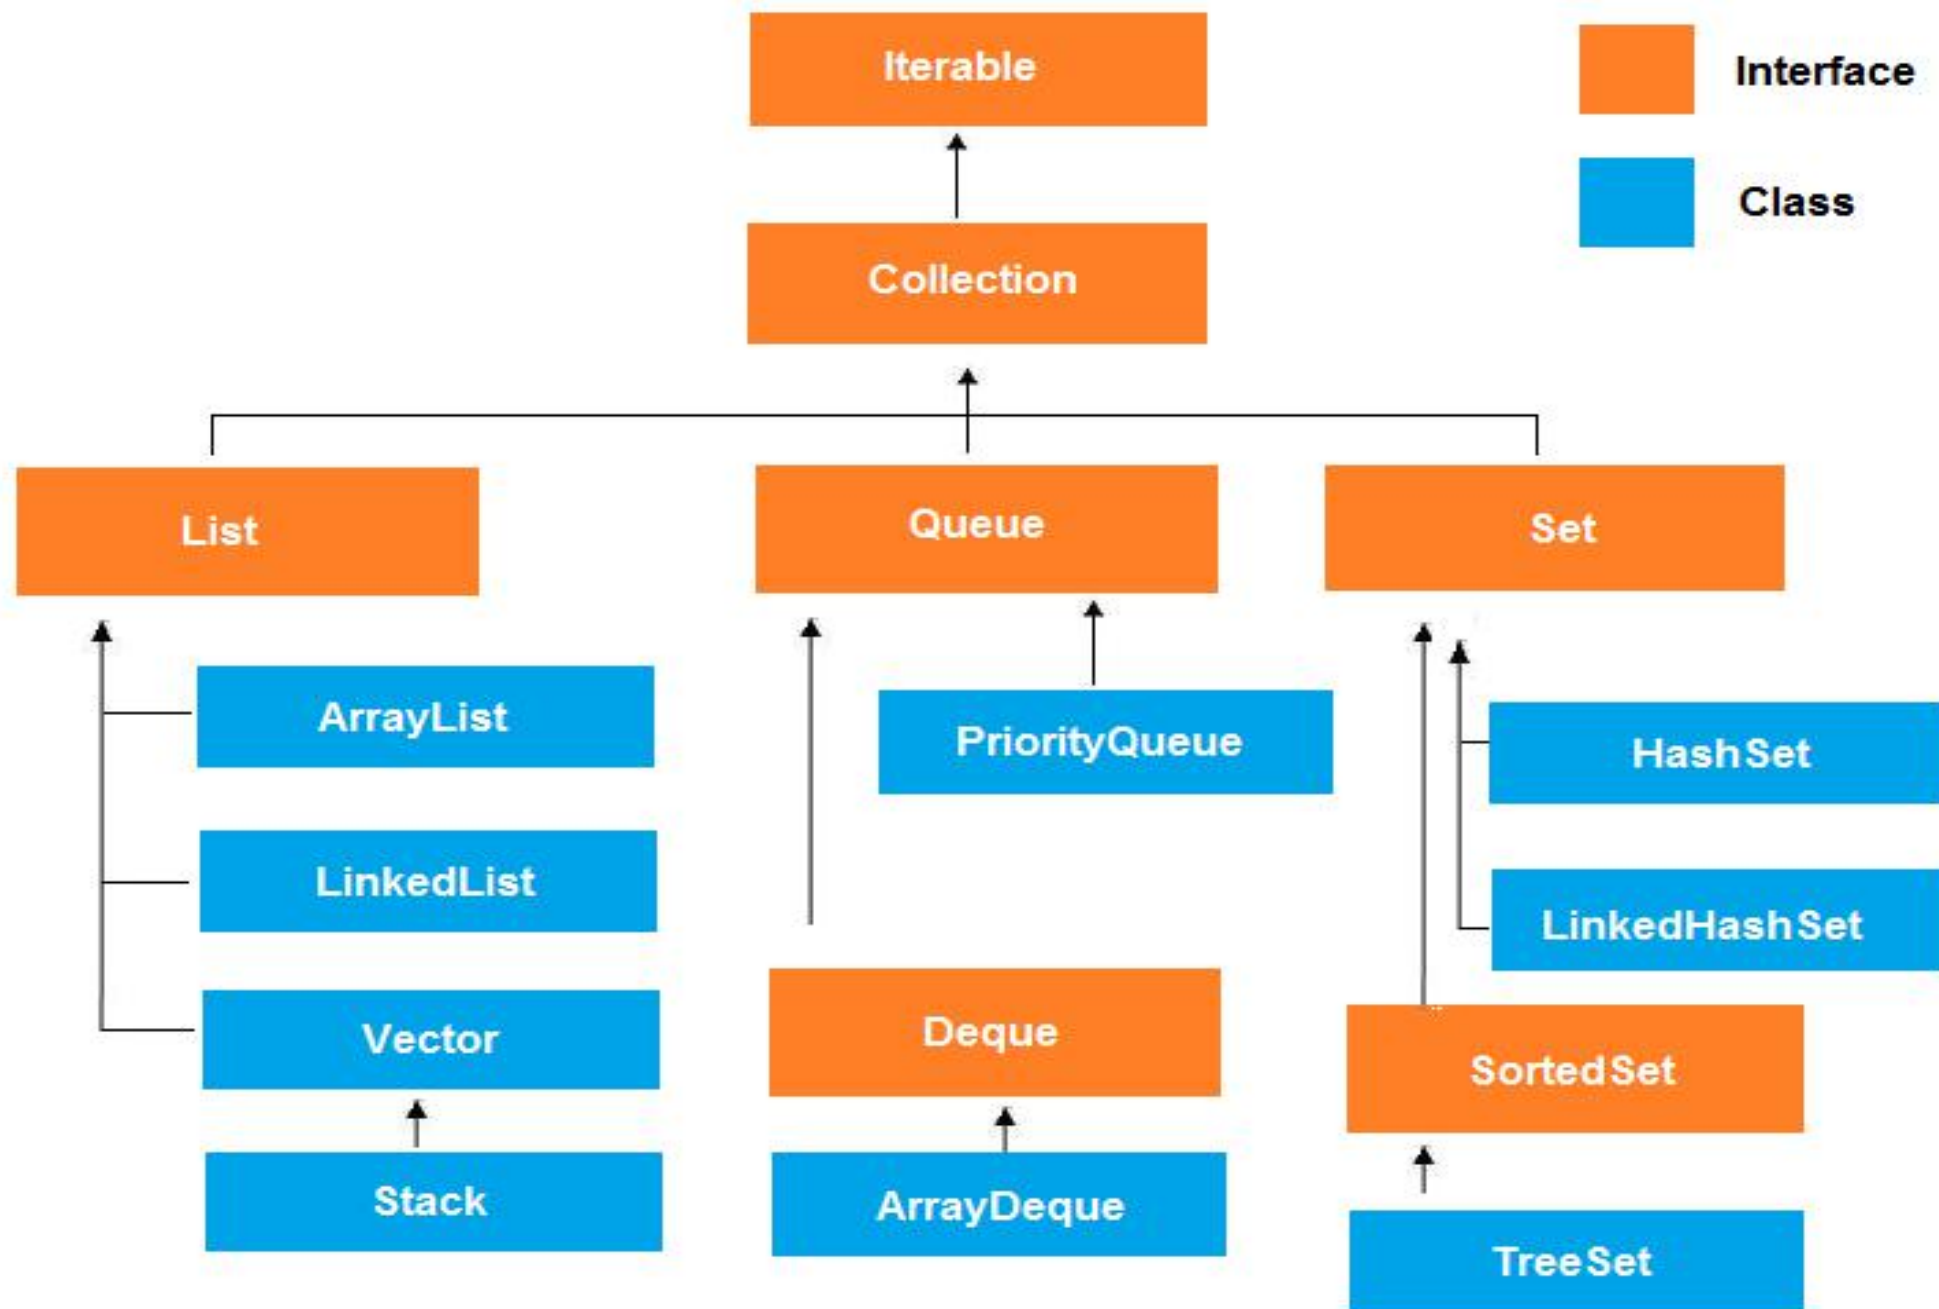 Iterable
Interface
Class
Collection
List
Queue
Set
ArrayList
PriorityQueue
HashSet
LinkedList
LinkedHashSet
Vector
Deque
SortedSet
Stack
ArrayDeque
TreeSet